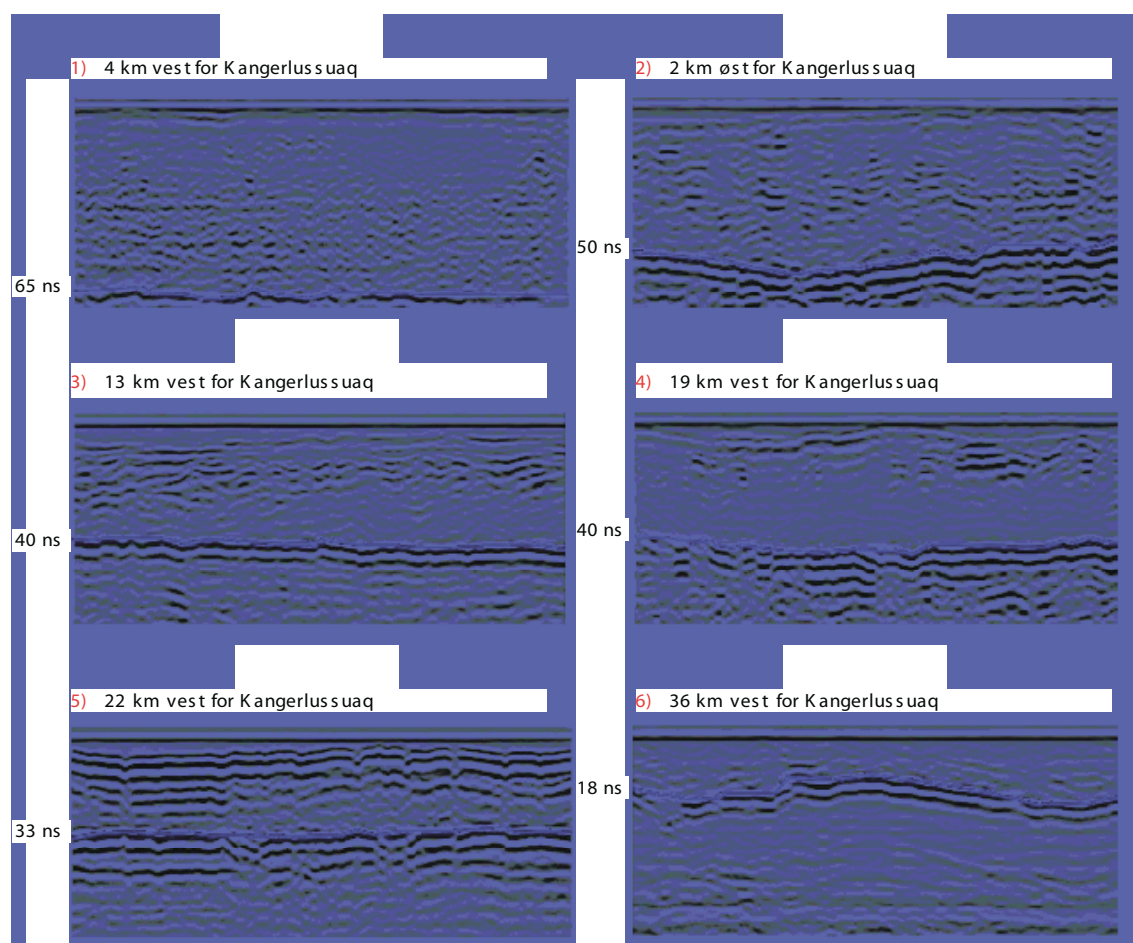 1) 4 km vest for Kangerlussuaq
2) 2 km øst for Kangerlussuaq
65 ns
50 ns
3) 13 km vest for Kangerlussuaq
4) 19 km vest for Kangerlussuaq
40 ns
40 ns
5) 22 km vest for Kangerlussuaq
6) 36 km vest for Kangerlussuaq
33 ns
18 ns